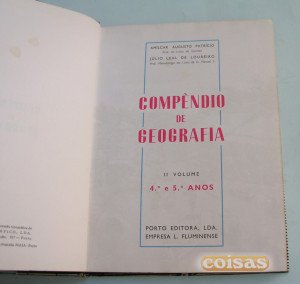 AMILCAR AUGUSTO PATRÍCIO
JÚLIO LEAL DE LOUREIRO
COMPÊNDIO
DE
GEOGRAFIA
II VOLUME
4.º e 5.º ANOS
PORTO EDITORA, LDA.
EMPRESA L. FLUMINENSE
coisas